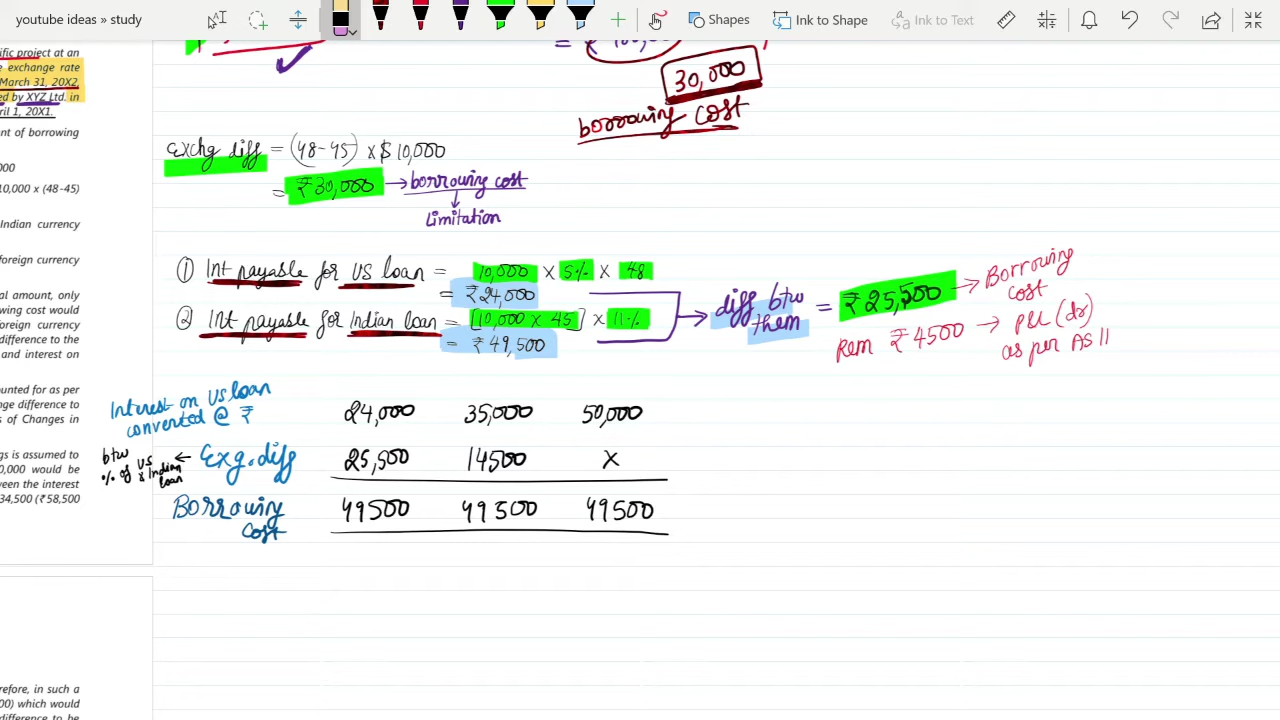 youtube ideas » study
Shapes
Ink to Shape
Ink to Text
ific project at an
e exchange rate
March 31, 20X2,
ed by XYZ Ltd. in
ril 1, 20X1.
ent of borrowing
000
10,000 x (48-45)
Indian currency
foreign currency
al amount, only
wing cost would
foreign currency
difference to the
and interest on
ounted for as per
nge difference to
s of Changes in
gs is assumed to
0,000 would be
ween the interest
34,500 (₹58,500
refore, in such a
00) which would
difference to be
30,000
borrowing cost
Exchg diff = (48-45) x $ 10,000
= ₹30,000 → borrowing cost
Limitation
① Int payable for US loan = 10,000 x 5% x 48
= ₹24,000
② Int payable for Indian loan = [10,000 x 45] x 11%
= ₹ 49,500
diff btw them = ₹25,500 → Borrowing cost
Rem ₹4500 → P&L (dr)
as per AS 11
Interest on US loan
converted @ ₹ 24,000 35,000 50,000
btw
% of US
& Indian
loan
← Exg. diff 25,500 14500 x
Borrowing
cost 49500 49500 49500